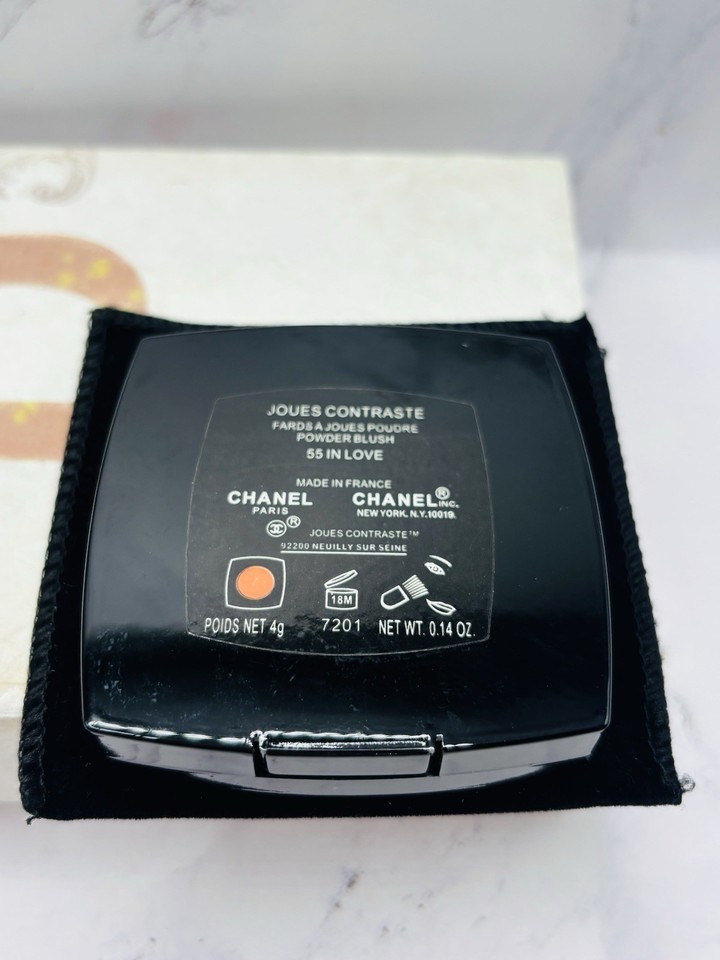 JOUES CONTRASTE
FARDS A JOUES POUDRE
POWDER BLUSH
55 IN LOVE
MADE IN FRANCE
CHANEL CHANEL® INC.
PARIS NEW YORK. N.Y.10019.
® JOUES CONTRASTE™
92200 NEUILLY SUR SEINE
18M
POIDS NET 4g 7201 NET WT. 0.14 OZ.